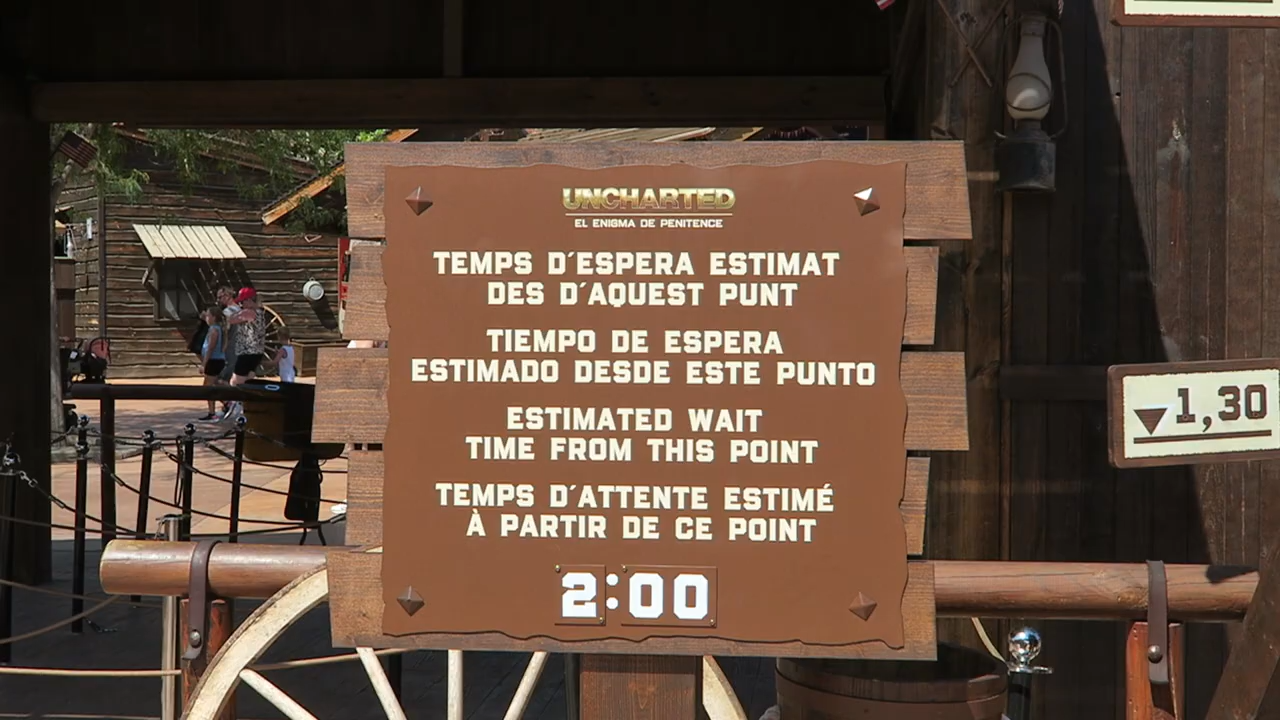 UNCHARTED
EL ENIGMA DE PENITENCE
TEMPS D´ESPERA ESTIMAT
DES D´AQUEST PUNT
TIEMPO DE ESPERA
ESTIMADO DESDE ESTE PUNTO
ESTIMATED WAIT
TIME FROM THIS POINT
TEMPS D´ATTENTE ESTIMÉ
À PARTIR DE CE POINT
2:00
1,30